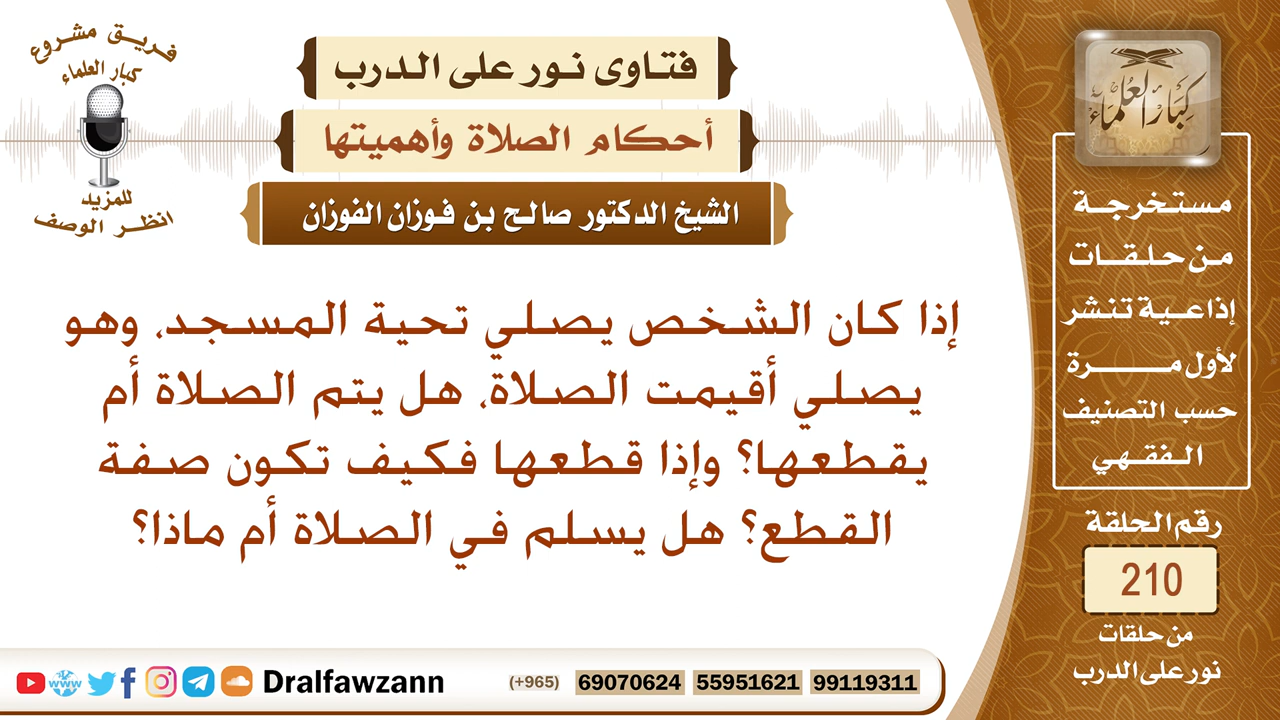 فريق مشروع
كبار العلماء
للمزيد
انظر الوصف
فتاوى نور على الدرب
أحكام الصلاة وأهميتها
الشيخ الدكتور صالح بن فوزان الفوزان
إذا كان الشخص يصلي تحية المسجد، وهو
يصلي أقيمت الصلاة، هل يتم الصلاة أم
يقطعها؟ وإذا قطعها فكيف تكون صفة
القطع؟ هل يسلم في الصلاة أم ماذا؟
كبار العلماء
مستخرجة
من حلقات
إذاعية تنشر
لأول مرة
حسب التصنيف
الفقهي
رقم الحلقة
210
من حلقات
نور على الدرب
www
Dralfawzann
(+965) 69070624 55951621 99119311